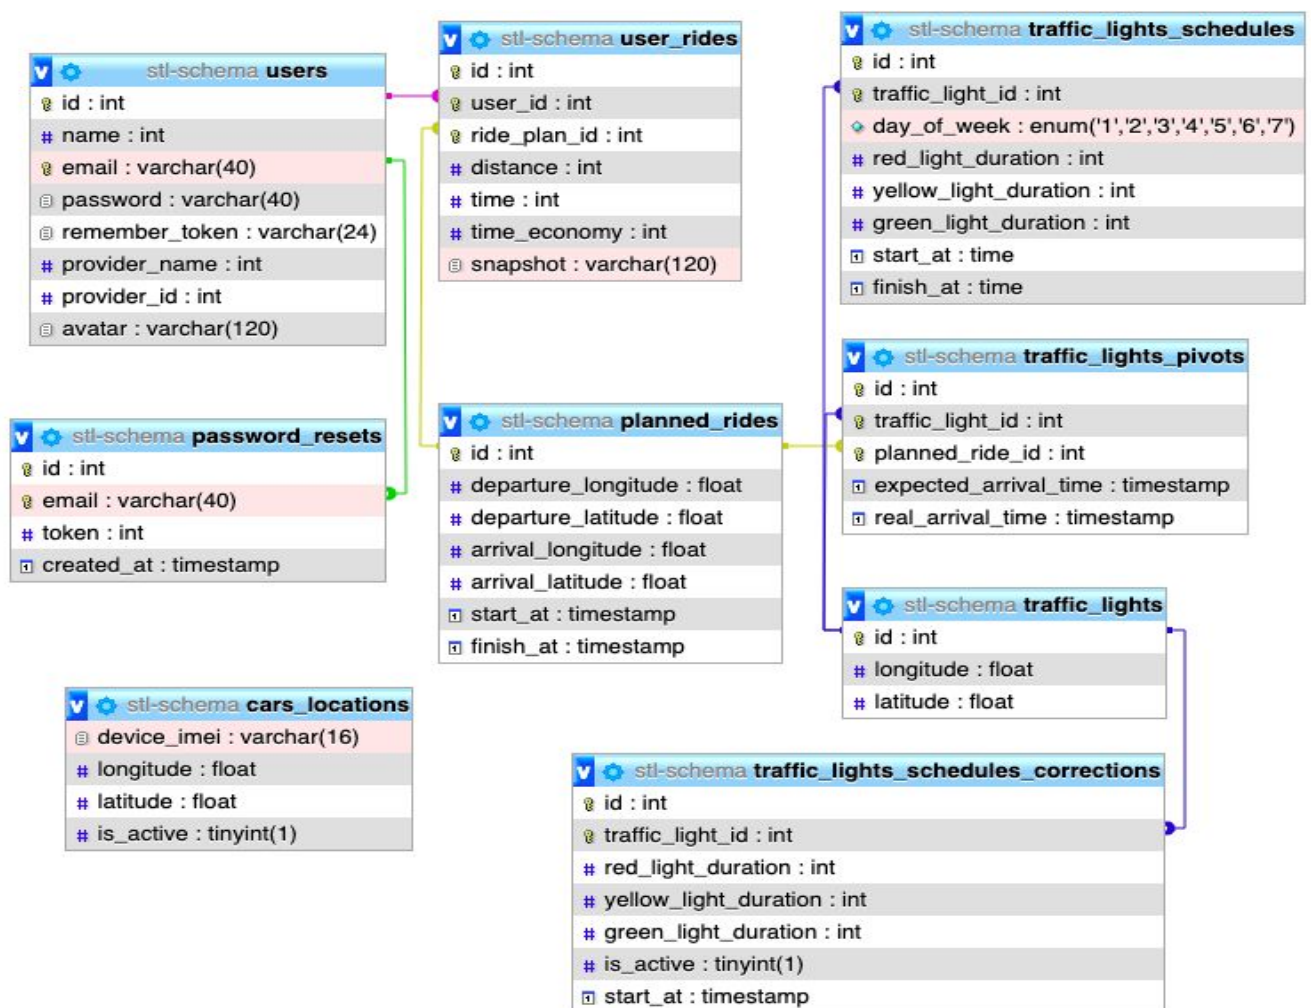 stl-schema users
id : int
name : int
email : varchar(40)
password : varchar(40)
remember_token : varchar(24)
provider_name : int
provider_id : int
avatar : varchar(120)
stl-schema user_rides
id : int
user_id : int
ride_plan_id : int
distance : int
time : int
time_economy : int
snapshot : varchar(120)
stl-schema traffic_lights_schedules
id : int
traffic_light_id : int
day_of_week : enum('1','2','3','4','5','6','7')
red_light_duration : int
yellow_light_duration : int
green_light_duration : int
start_at : time
finish_at : time
stl-schema password_resets
id : int
email : varchar(40)
token : int
created_at : timestamp
stl-schema planned_rides
id : int
departure_longitude : float
departure_latitude : float
arrival_longitude : float
arrival_latitude : float
start_at : timestamp
finish_at : timestamp
stl-schema traffic_lights_pivots
id : int
traffic_light_id : int
planned_ride_id : int
expected_arrival_time : timestamp
real_arrival_time : timestamp
stl-schema traffic_lights
id : int
longitude : float
latitude : float
stl-schema cars_locations
device_imei : varchar(16)
longitude : float
latitude : float
is_active : tinyint(1)
stl-schema traffic_lights_schedules_corrections
id : int
traffic_light_id : int
red_light_duration : int
yellow_light_duration : int
green_light_duration : int
is_active : tinyint(1)
start_at : timestamp